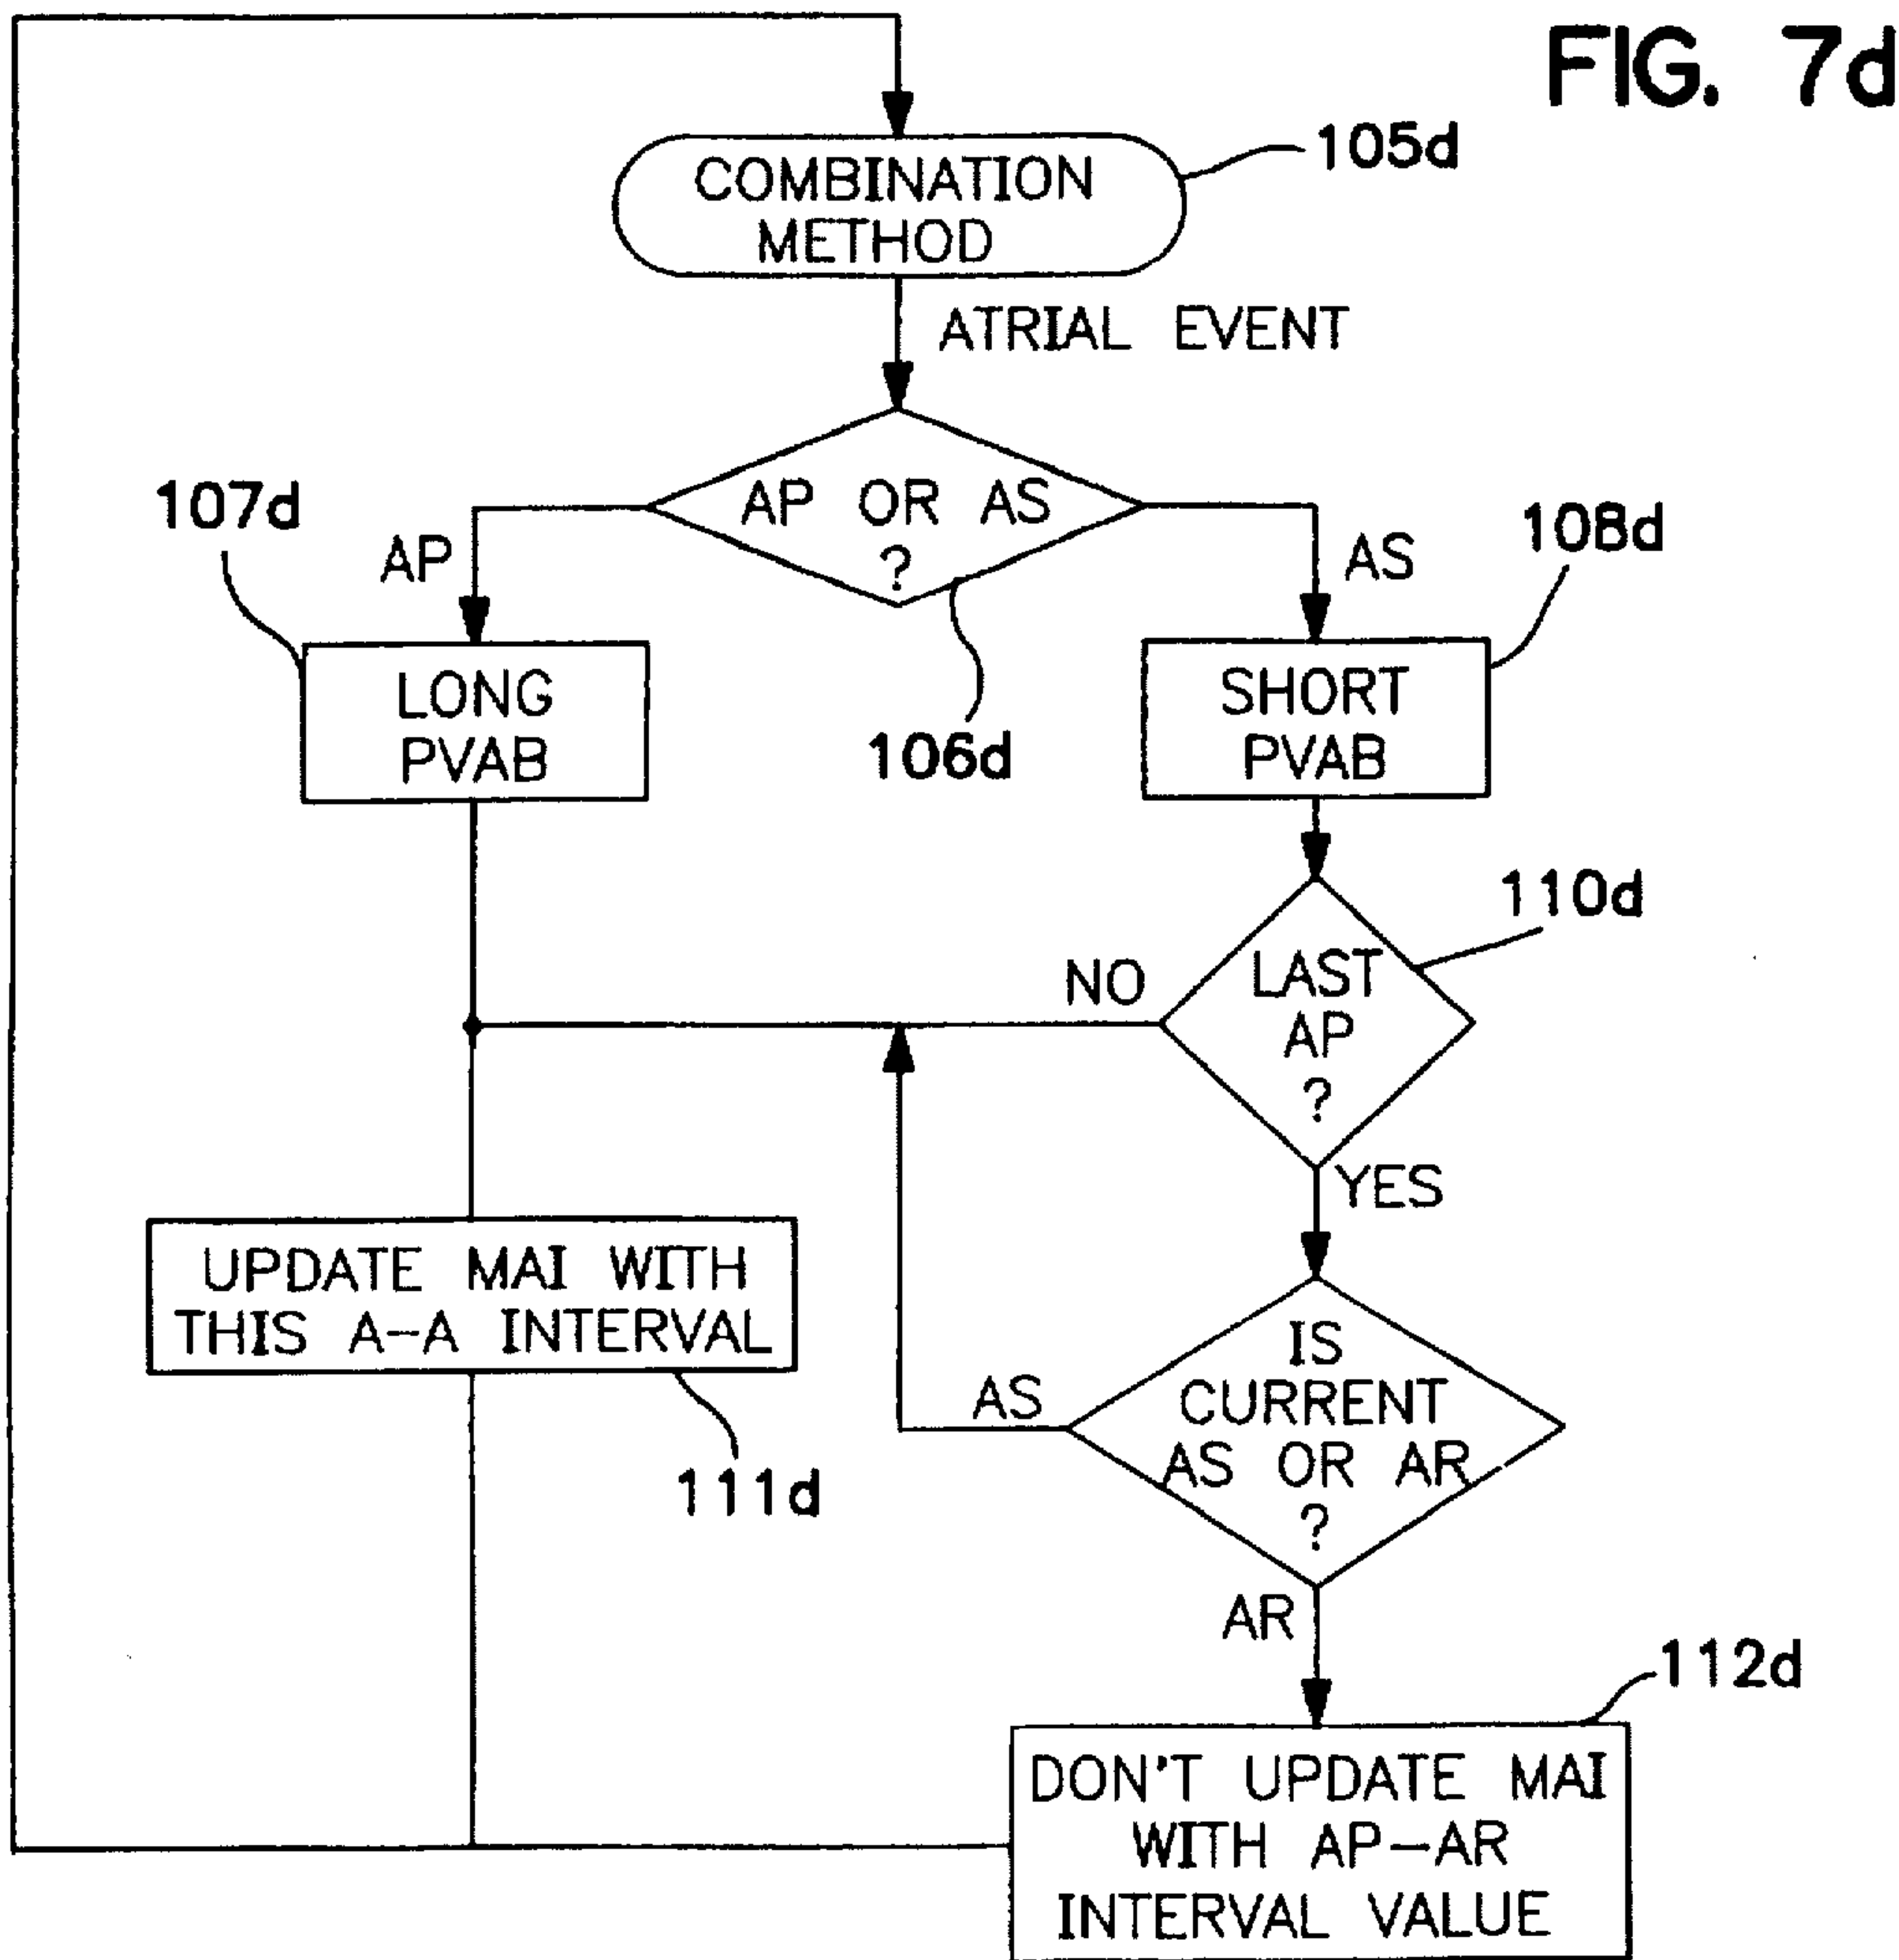 FIG. 7d
COMBINATION
METHOD
105d
ATRIAL EVENT
AP OR AS
?
106d
AP
AS
107d
LONG
PVAB
108d
SHORT
PVAB
110d
LAST
AP
?
NO
YES
UPDATE MAI WITH
THIS A-A INTERVAL
111d
IS
CURRENT
AS OR AR
?
AS
AR
112d
DON'T UPDATE MAI
WITH AP-AR
INTERVAL VALUE